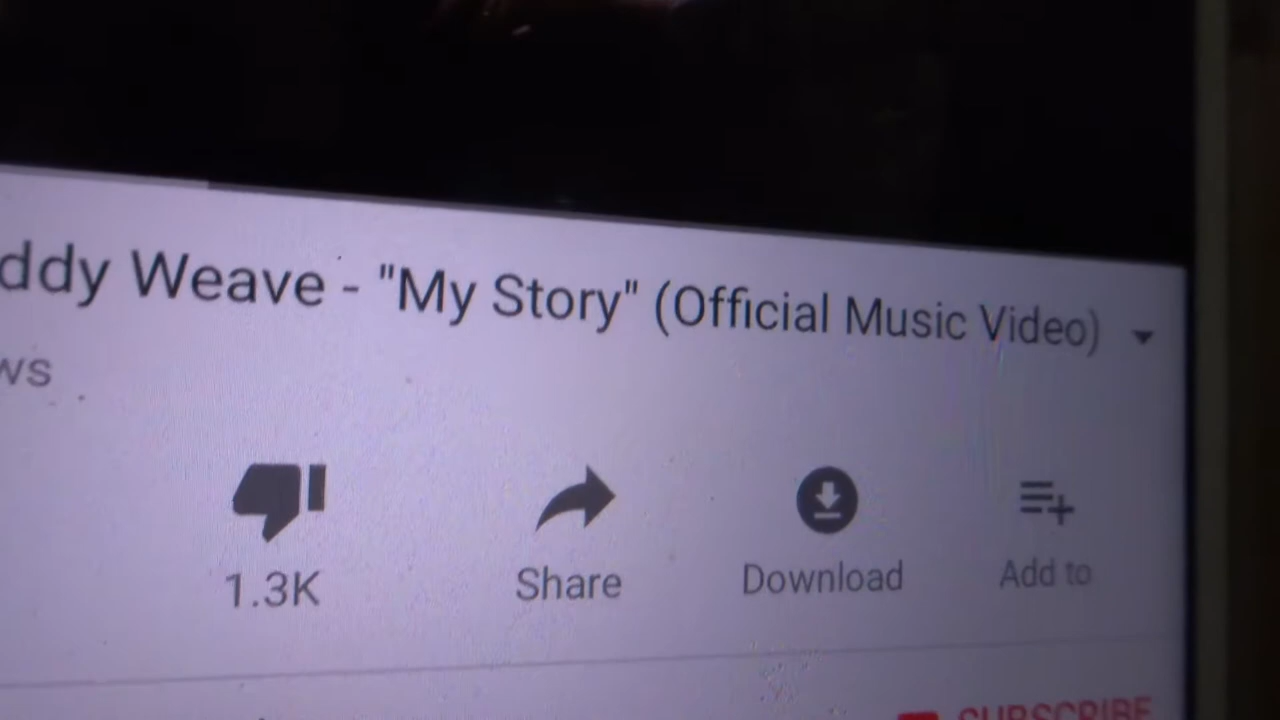 ddy Weave - "My Story" (Official Music Video)
ws
1.3K Share Download Add to
SUBSCRIBE